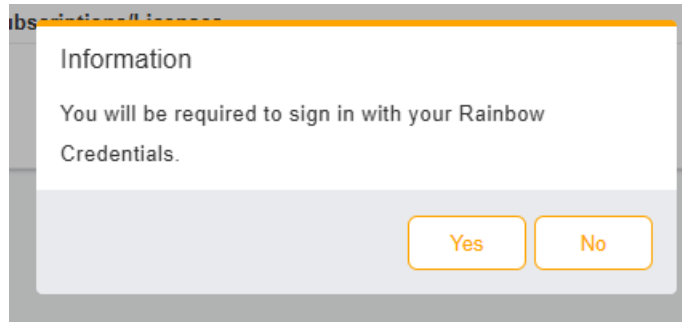 Information
You will be required to sign in with your Rainbow
Credentials.
Yes
No